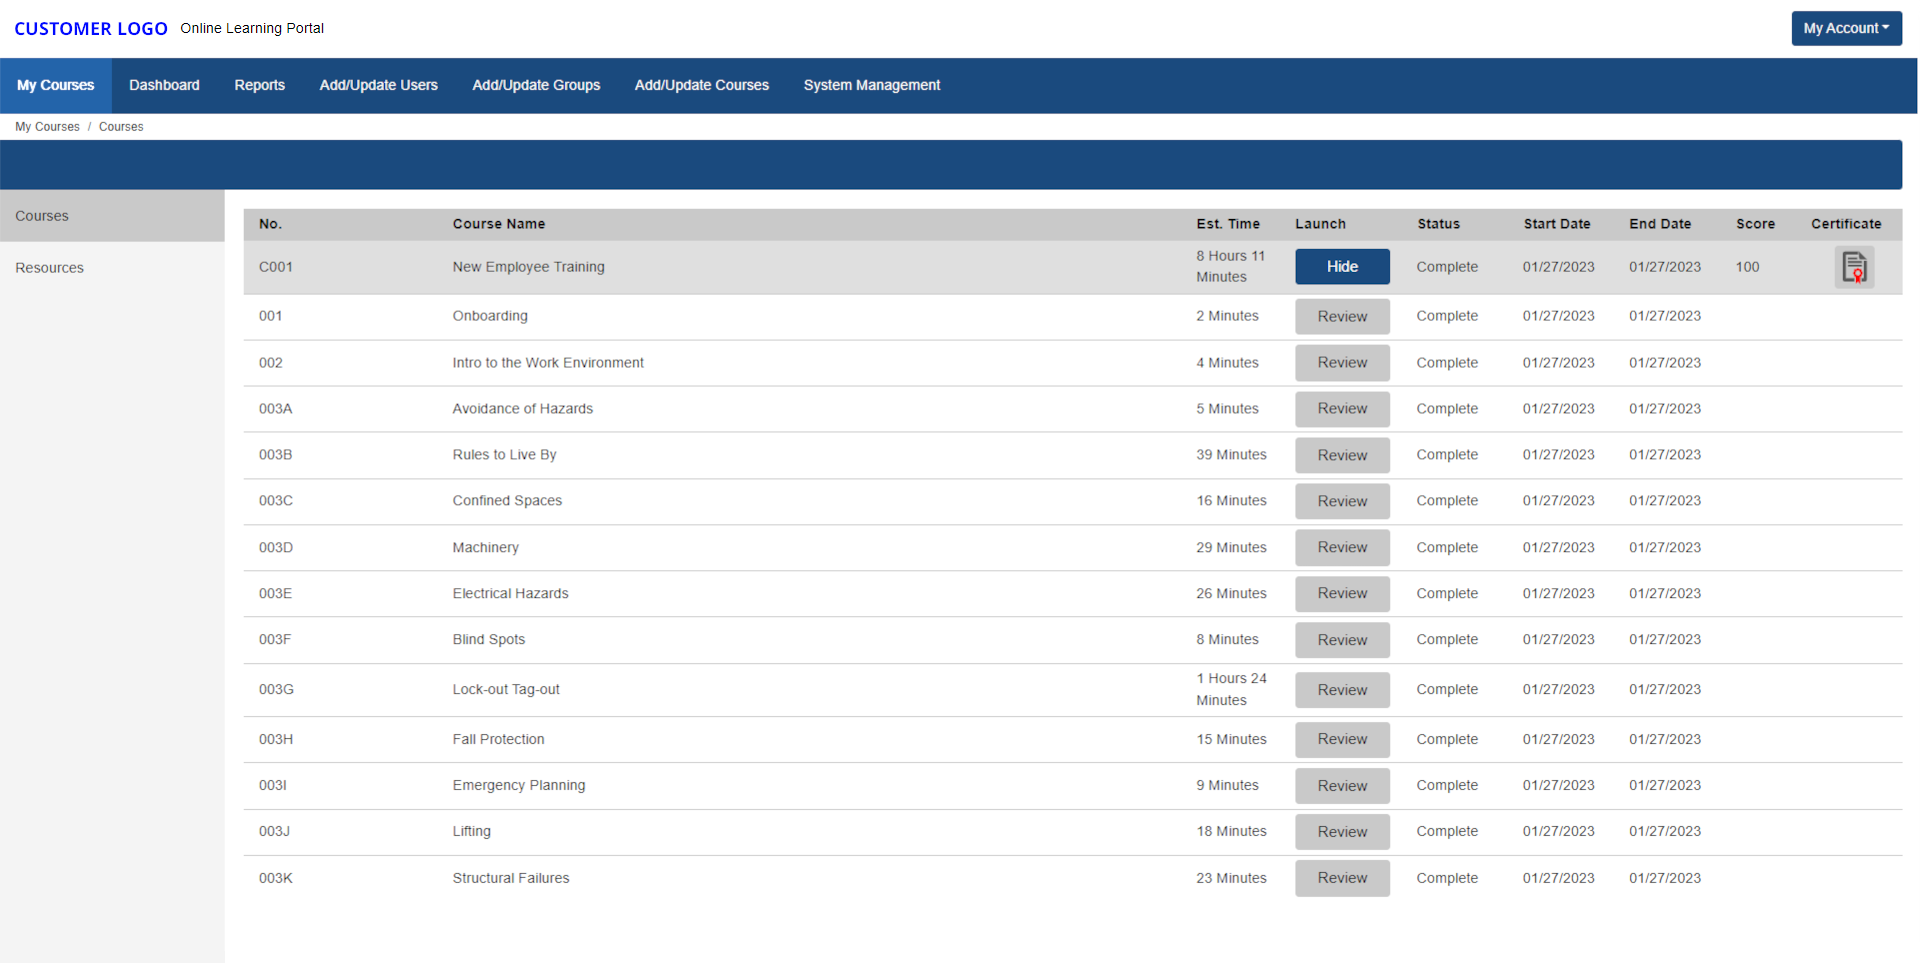 CUSTOMER LOGO Online Learning Portal My Account
My Courses Dashboard Reports Add/Update Users Add/Update Groups Add/Update Courses System Management
My Courses / Courses
Courses
Resources
No. Course Name Est. Time Launch Status Start Date End Date Score Certificate
C001 New Employee Training 8 Hours 11 Minutes Hide Complete 01/27/2023 01/27/2023 100
001 Onboarding 2 Minutes Review Complete 01/27/2023 01/27/2023
002 Intro to the Work Environment 4 Minutes Review Complete 01/27/2023 01/27/2023
003A Avoidance of Hazards 5 Minutes Review Complete 01/27/2023 01/27/2023
003B Rules to Live By 39 Minutes Review Complete 01/27/2023 01/27/2023
003C Confined Spaces 16 Minutes Review Complete 01/27/2023 01/27/2023
003D Machinery 29 Minutes Review Complete 01/27/2023 01/27/2023
003E Electrical Hazards 26 Minutes Review Complete 01/27/2023 01/27/2023
003F Blind Spots 8 Minutes Review Complete 01/27/2023 01/27/2023
003G Lock-out Tag-out 1 Hours 24 Minutes Review Complete 01/27/2023 01/27/2023
003H Fall Protection 15 Minutes Review Complete 01/27/2023 01/27/2023
003I Emergency Planning 9 Minutes Review Complete 01/27/2023 01/27/2023
003J Lifting 18 Minutes Review Complete 01/27/2023 01/27/2023
003K Structural Failures 23 Minutes Review Complete 01/27/2023 01/27/2023